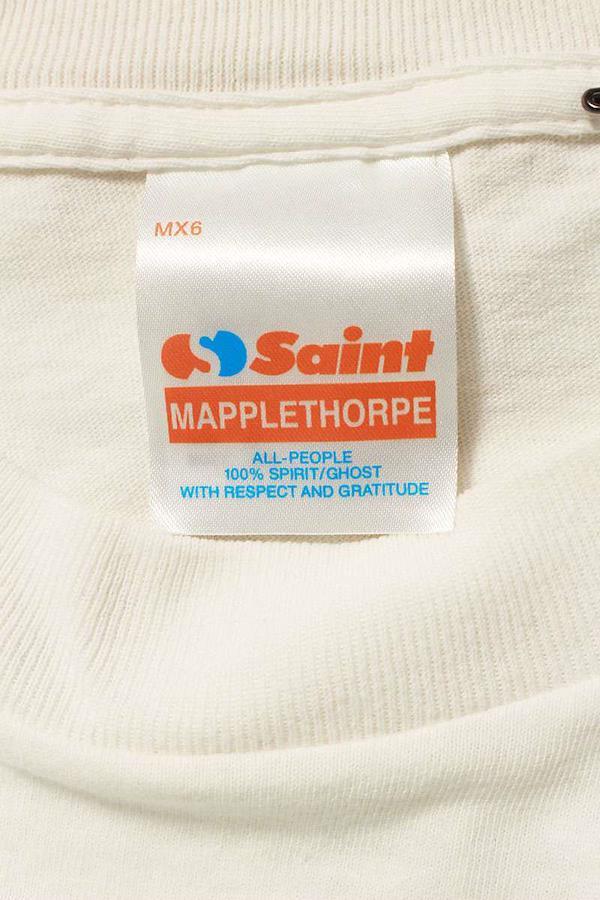 MX6
S Saint
MAPPLETHORPE
ALL-PEOPLE
100% SPIRIT/GHOST
WITH RESPECT AND GRATITUDE